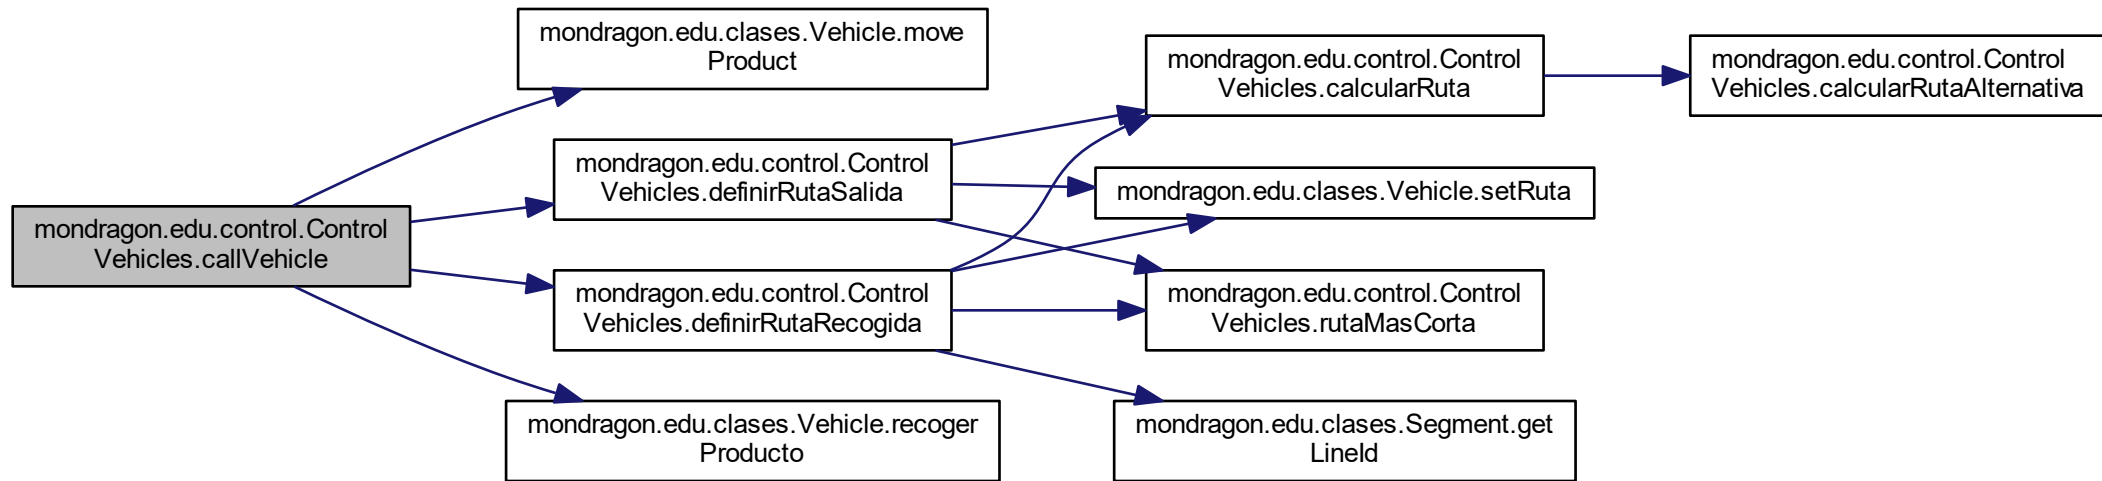 mondragon.edu.control.Control
Vehicles.callVehicle
mondragon.edu.clases.Vehicle.move
Product
mondragon.edu.control.Control
Vehicles.definirRutaSalida
mondragon.edu.control.Control
Vehicles.definirRutaRecogida
mondragon.edu.clases.Vehicle.recoger
Producto
mondragon.edu.control.Control
Vehicles.calcularRuta
mondragon.edu.clases.Vehicle.setRuta
mondragon.edu.control.Control
Vehicles.rutaMasCorta
mondragon.edu.clases.Segment.get
LineId
mondragon.edu.control.Control
Vehicles.calcularRutaAlternativa